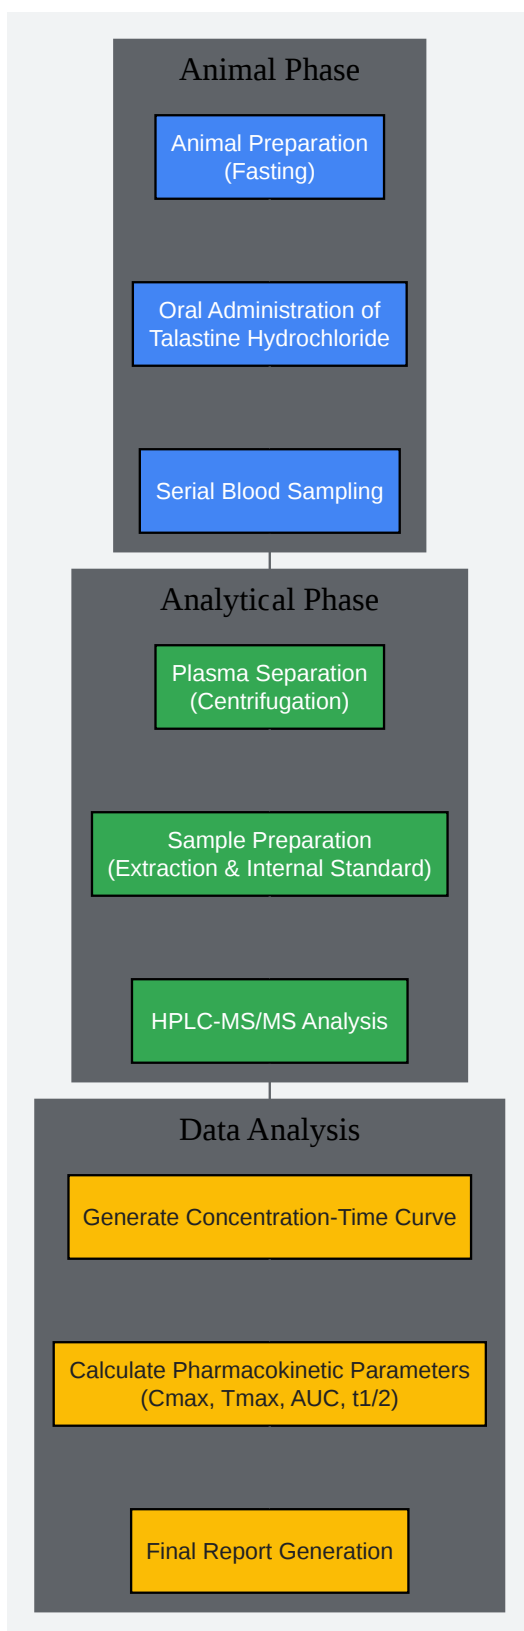 Animal Phase
Animal Preparation
(Fasting)
Oral Administration of
Talastine Hydrochloride
Serial Blood Sampling
Analytical Phase
Plasma Separation
(Centrifugation)
Sample Preparation
(Extraction & Internal Standard)
HPLC-MS/MS Analysis
Data Analysis
Generate Concentration-Time Curve
Calculate Pharmacokinetic Parameters
(Cmax, Tmax, AUC, t1/2)
Final Report Generation